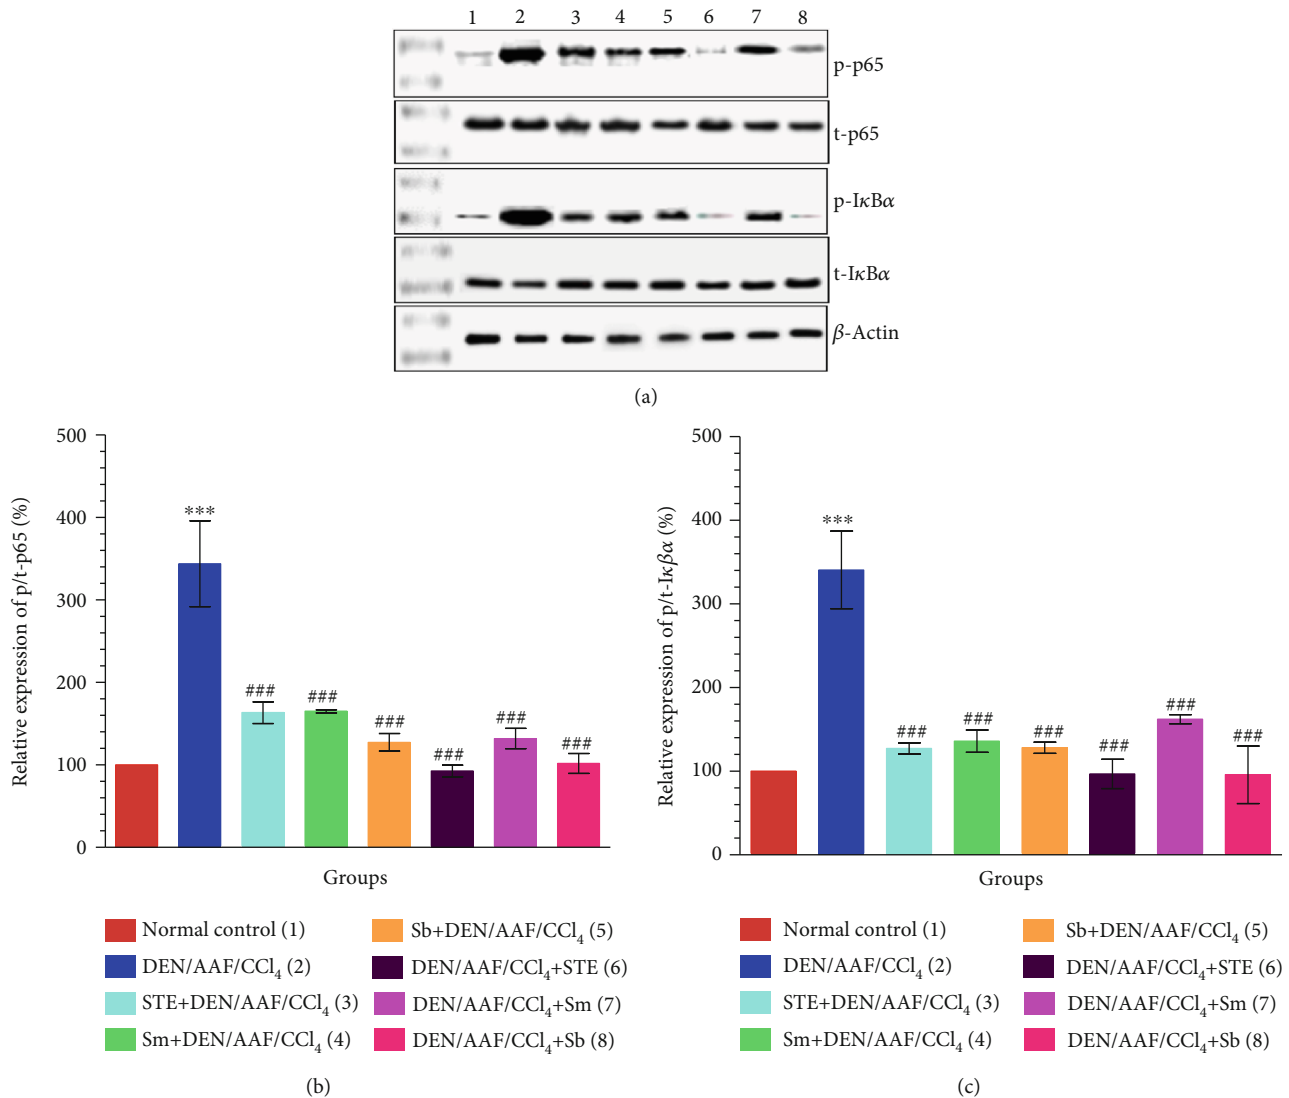 1 2 3 4 5 6 7 8
p-p65
t-p65
p-IκBα
t-IκBα
β-Actin
(a)
Relative expression of p/t-p65 (%)
500
400
300
200
100
0
***
###
###
###
###
###
###
Groups
Normal control (1)
DEN/AAF/CCl₄ (2)
STE+DEN/AAF/CCl₄ (3)
Sm+DEN/AAF/CCl₄ (4)
Sb+DEN/AAF/CCl₄ (5)
DEN/AAF/CCl₄+STE (6)
DEN/AAF/CCl₄+Sm (7)
DEN/AAF/CCl₄+Sb (8)
(b)
Relative expression of p/t-Iκβα (%)
500
400
300
200
100
0
***
###
###
###
###
###
###
Groups
Normal control (1)
DEN/AAF/CCl₄ (2)
STE+DEN/AAF/CCl₄ (3)
Sm+DEN/AAF/CCl₄ (4)
Sb+DEN/AAF/CCl₄ (5)
DEN/AAF/CCl₄+STE (6)
DEN/AAF/CCl₄+Sm (7)
DEN/AAF/CCl₄+Sb (8)
(c)